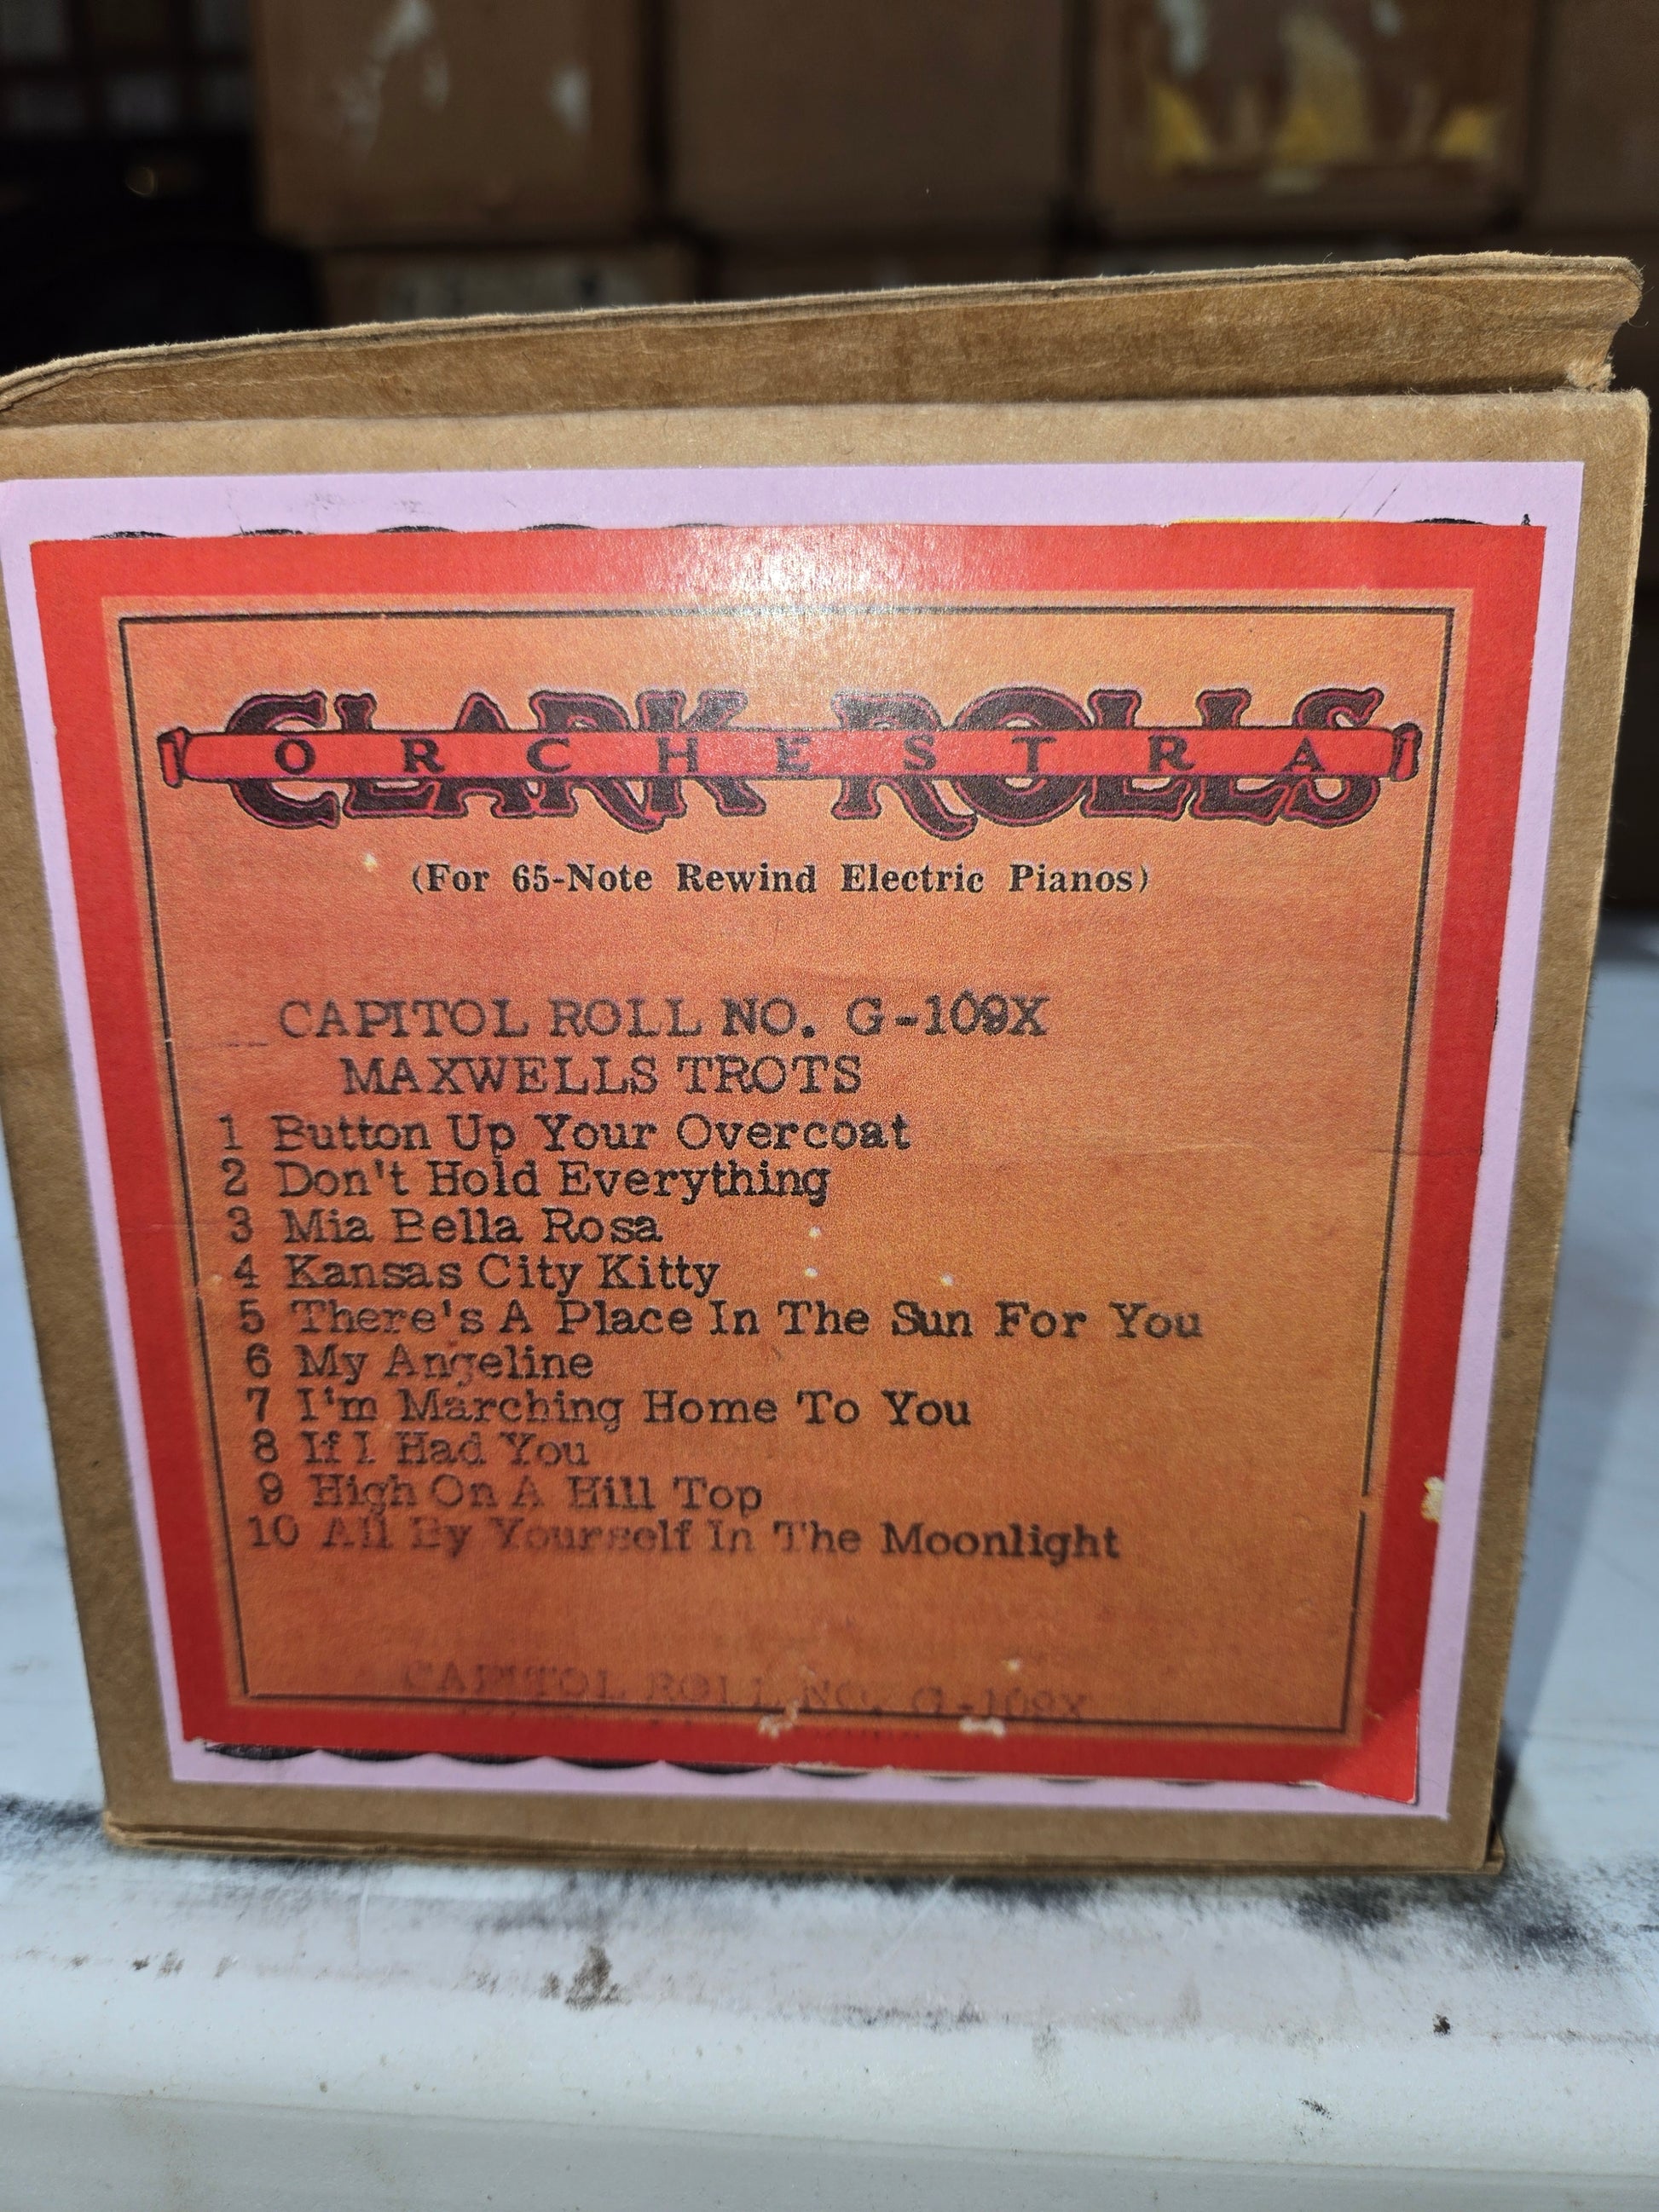 CLARK ROLLS
ORCHESTRA
(For 65-Note Rewind Electric Pianos)
CAPITOL ROLL NO. G-109X
MAXWELLS TROTS
1 Button Up Your Overcoat
2 Don't Hold Everything
3 Mia Bella Rosa
4 Kansas City Kitty
5 There's A Place In The Sun For You
6 My Angeline
7 I'm Marching Home To You
8 If I Had You
9 High On A Hill Top
10 All By Yourself In The Moonlight
CAPITOL ROLL NO. G-109X